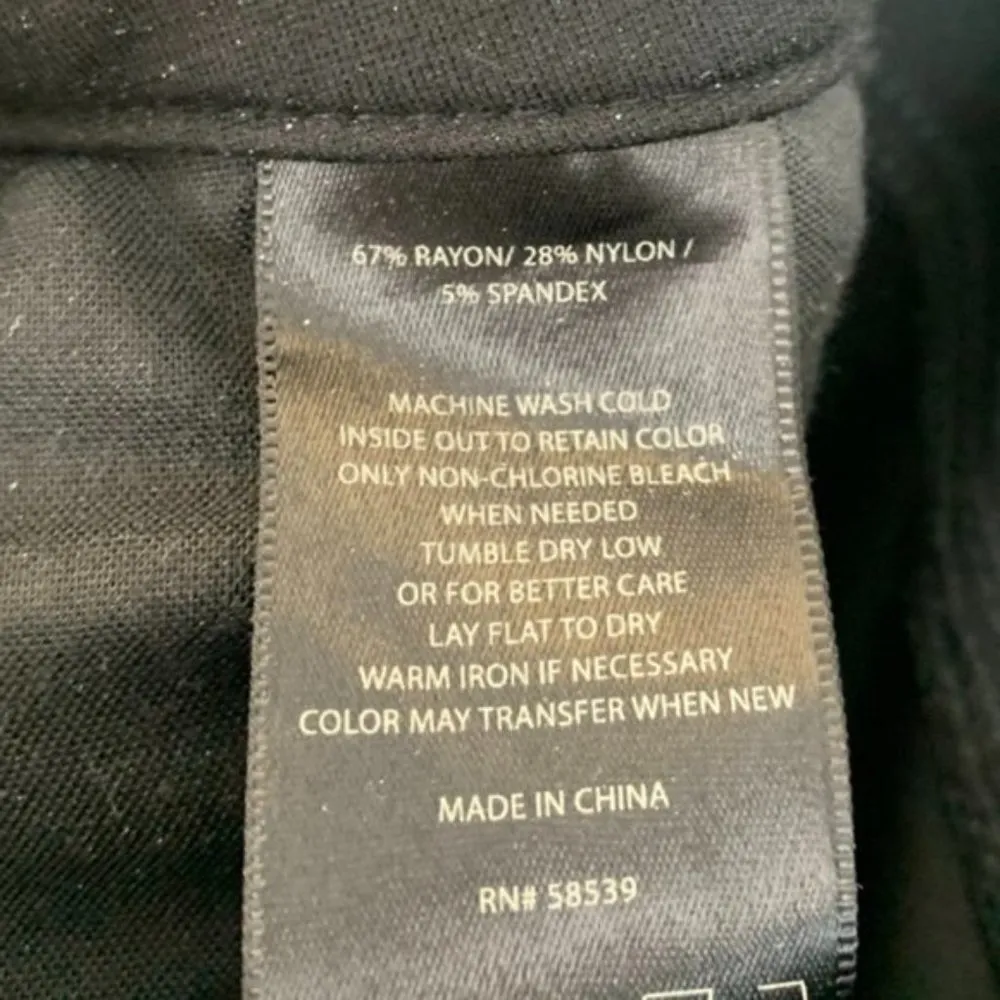 67% RAYON/ 28% NYLON /
5% SPANDEX
MACHINE WASH COLD
INSIDE OUT TO RETAIN COLOR
ONLY NON-CHLORINE BLEACH
WHEN NEEDED
TUMBLE DRY LOW
OR FOR BETTER CARE
LAY FLAT TO DRY
WARM IRON IF NECESSARY
COLOR MAY TRANSFER WHEN NEW
MADE IN CHINA
RN# 58539